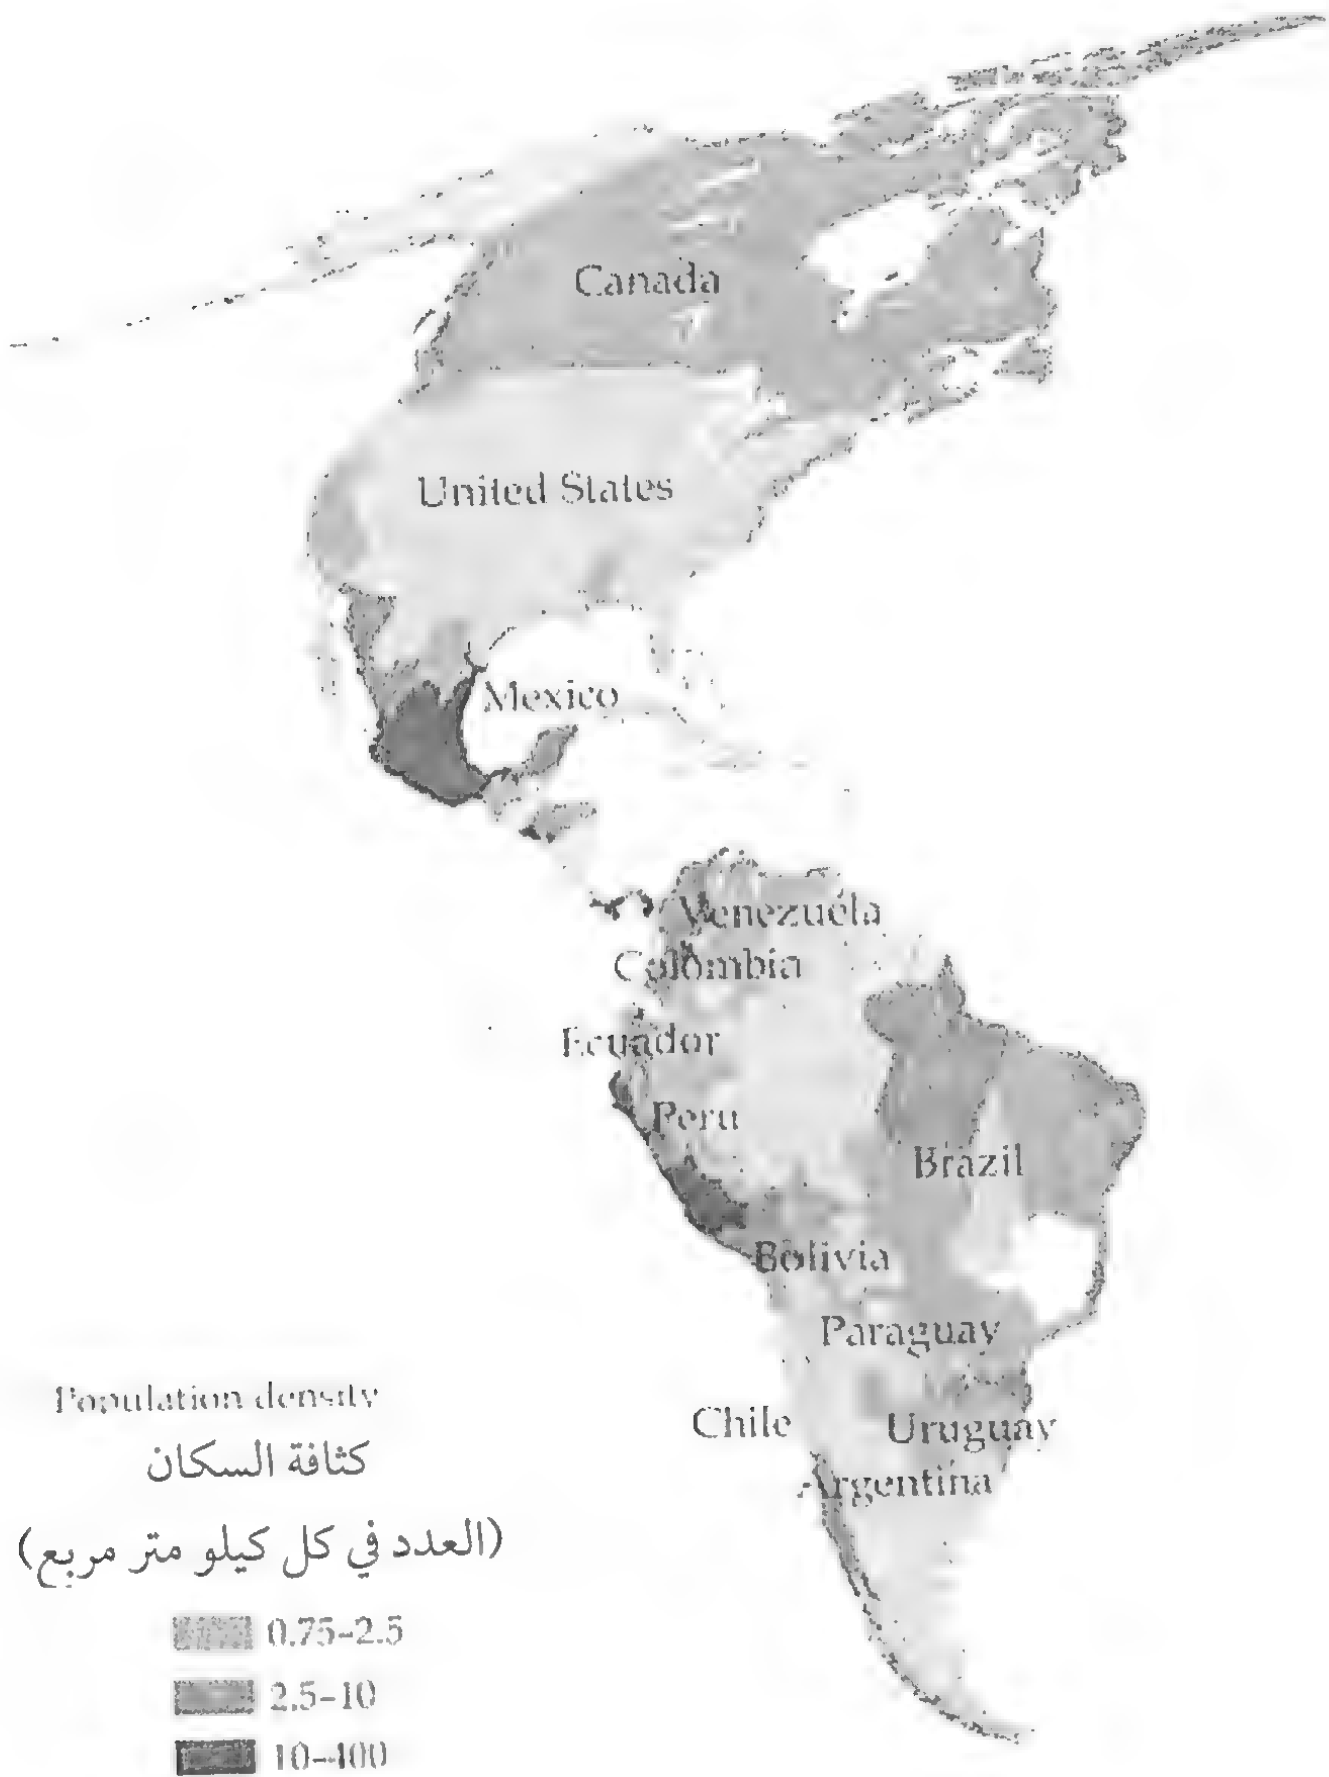 Canada
United States
Mexico
Venezuela
Colombia
Ecuador
Peru
Brazil
Bolivia
Paraguay
Chile
Uruguay
Argentina
Population density
كثافة السكان
(العدد في كل كيلو متر مربع)
0.75-2.5
2.5-10
10-100